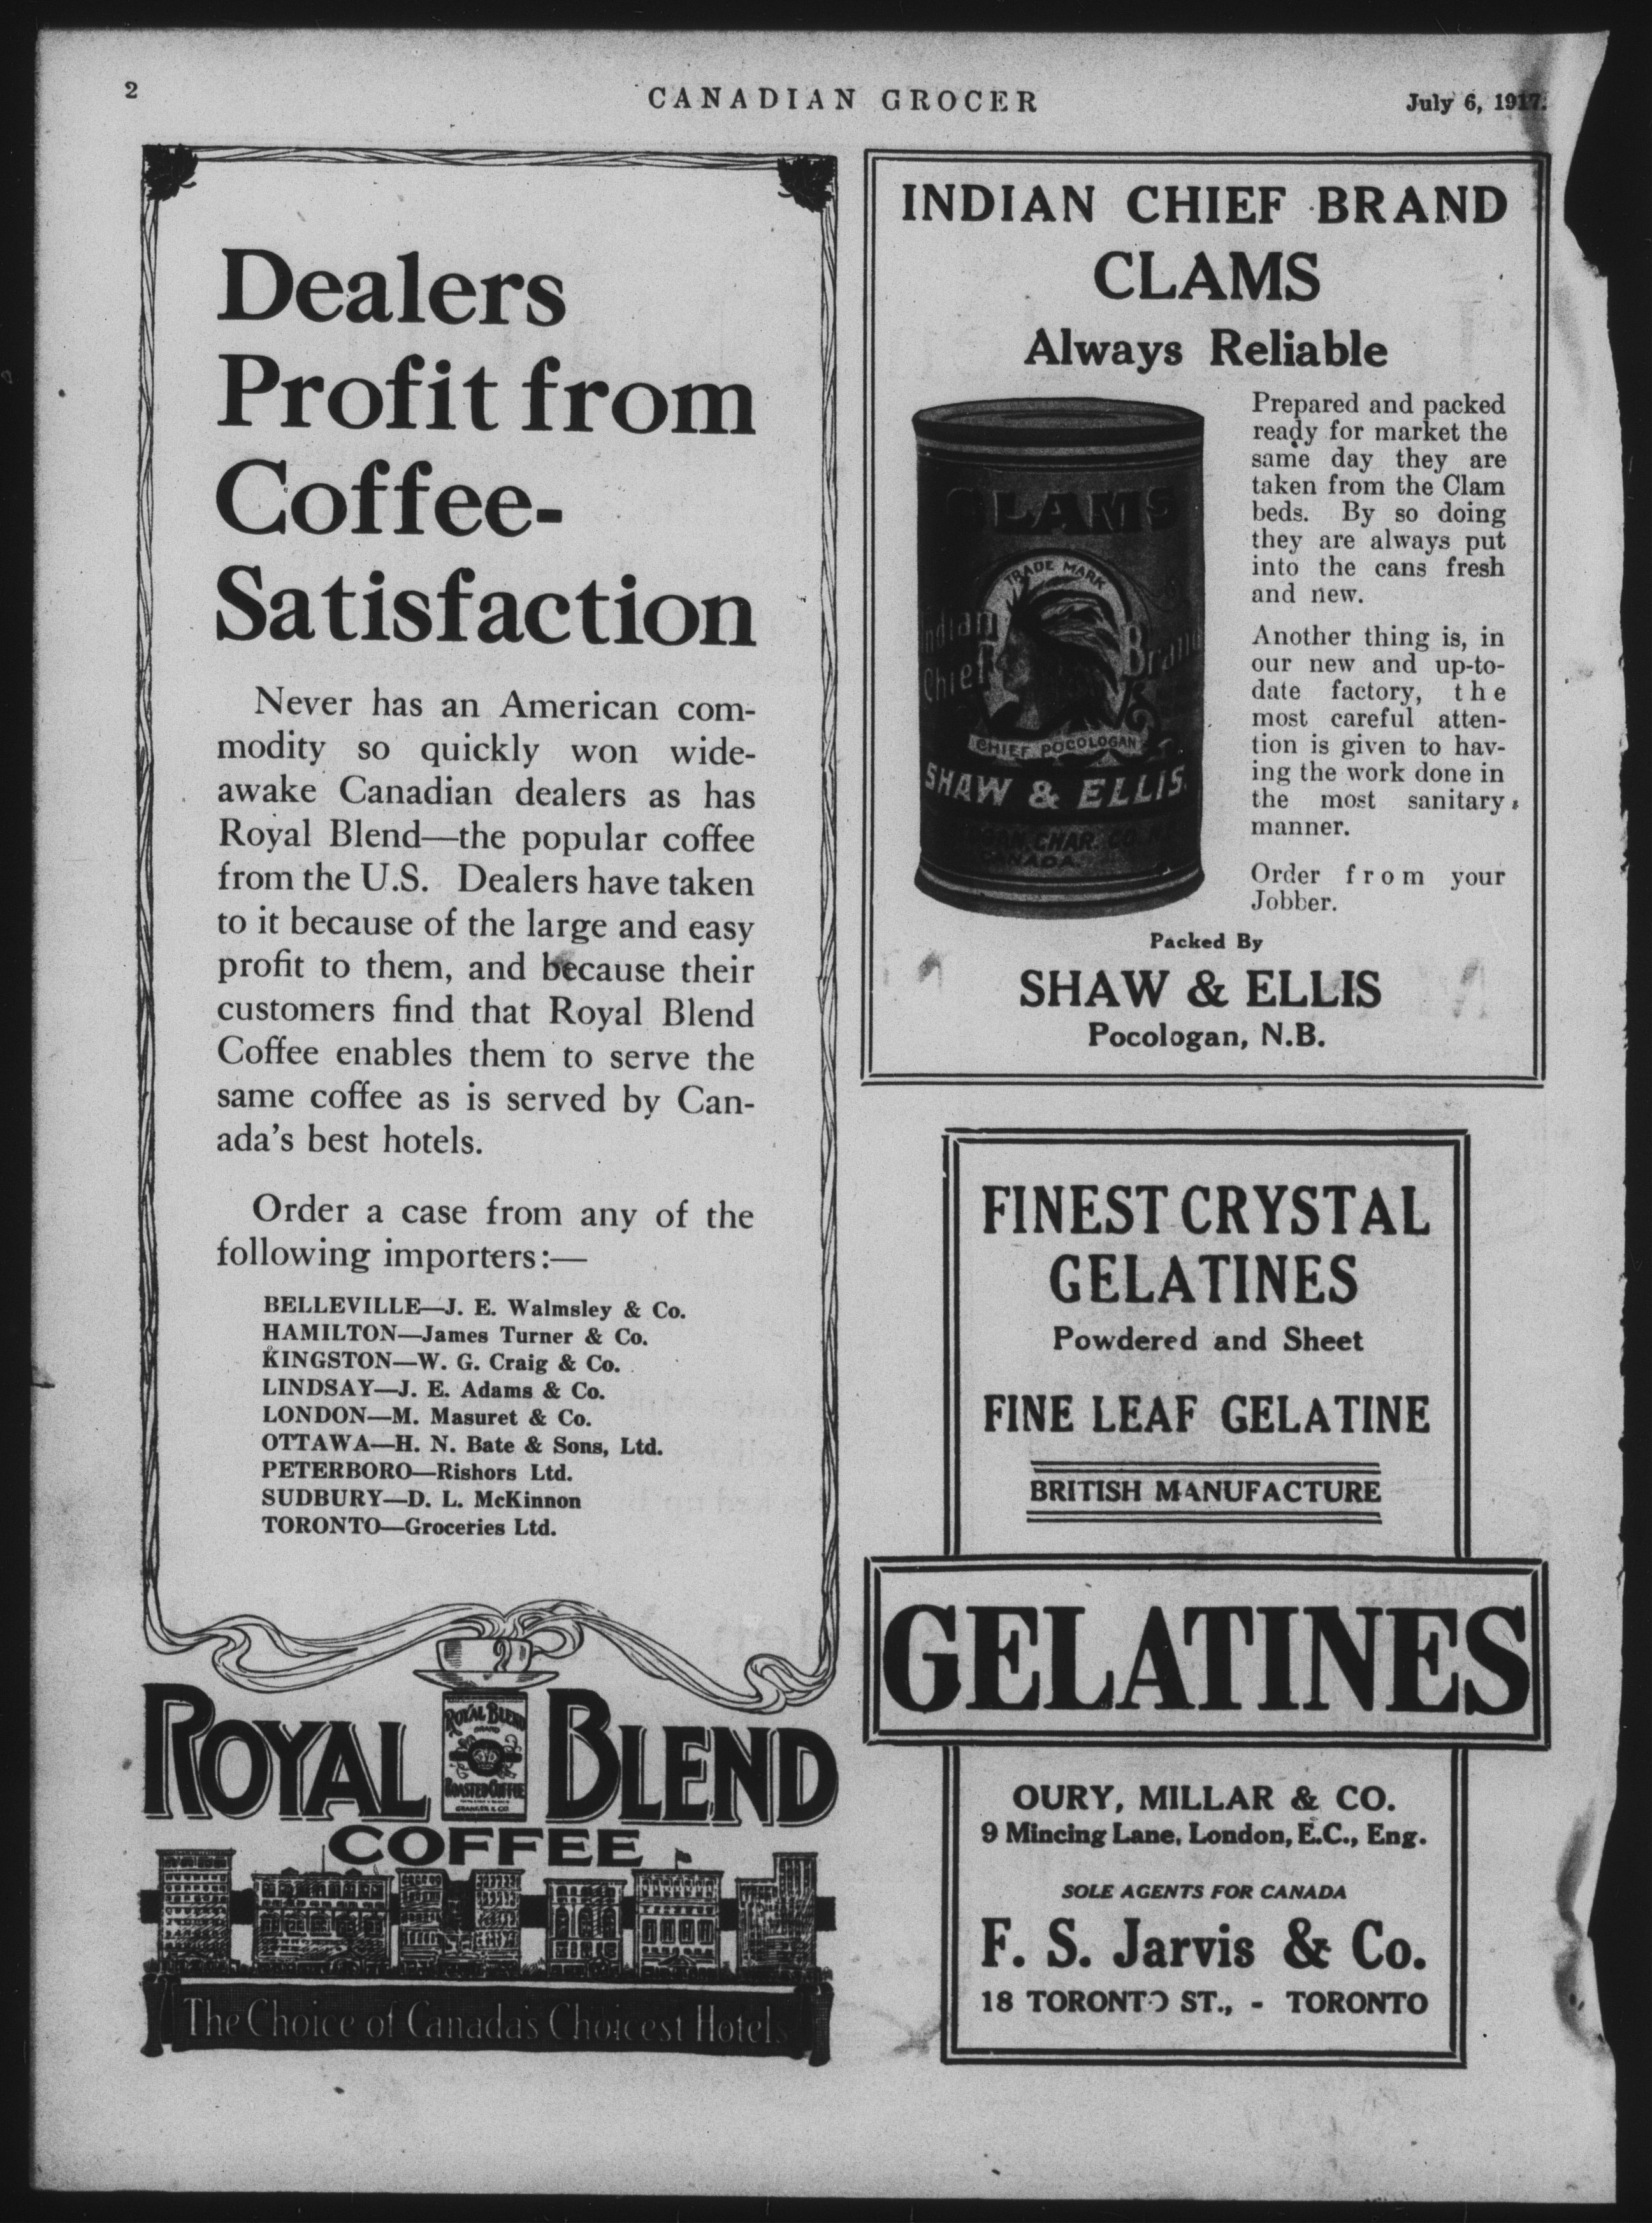 2
CANADIAN GROCER
July 6, 1917.
Dealers
Profit from
Coffee-
Satisfaction
Never has an American com-
modity so quickly won wide-
awake Canadian dealers as has
Royal Blend—the popular coffee
from the U.S. Dealers have taken
to it because of the large and easy
profit to them, and because their
customers find that Royal Blend
Coffee enables them to serve the
same coffee as is served by Can-
ada's best hotels.
Order a case from any of the
following importers:—
BELLEVILLE—J. E. Walmsley & Co.
HAMILTON—James Turner & Co.
KINGSTON—W. G. Craig & Co.
LINDSAY—J. E. Adams & Co.
LONDON—M. Masuret & Co.
OTTAWA—H. N. Bate & Sons, Ltd.
PETERBORO—Rishors Ltd.
SUDBURY—D. L. McKinnon
TORONTO—Groceries Ltd.
ROYAL BLEND
ROYAL BLEND
BRAND
ROASTED COFFEE
COFFEE
The Choice of Canada's Choicest Hotels
INDIAN CHIEF BRAND
CLAMS
Always Reliable
CLAMS
TRADE MARK
Indian Chief Brand
CHIEF POCOLOGAN
SHAW & ELLIS.
CHAR. CO.
CANADA.
Prepared and packed
ready for market the
same day they are
taken from the Clam
beds. By so doing
they are always put
into the cans fresh
and new.
Another thing is, in
our new and up-to-
date factory, the
most careful atten-
tion is given to hav-
ing the work done in
the most sanitary
manner.
Order from your
Jobber.
Packed By
SHAW & ELLIS
Pocologan, N.B.
FINEST CRYSTAL
GELATINES
Powdered and Sheet
FINE LEAF GELATINE
BRITISH MANUFACTURE
GELATINES
OURY, MILLAR & CO.
9 Mincing Lane, London, E.C., Eng.
SOLE AGENTS FOR CANADA
F. S. Jarvis & Co.
18 TORONTO ST., - TORONTO